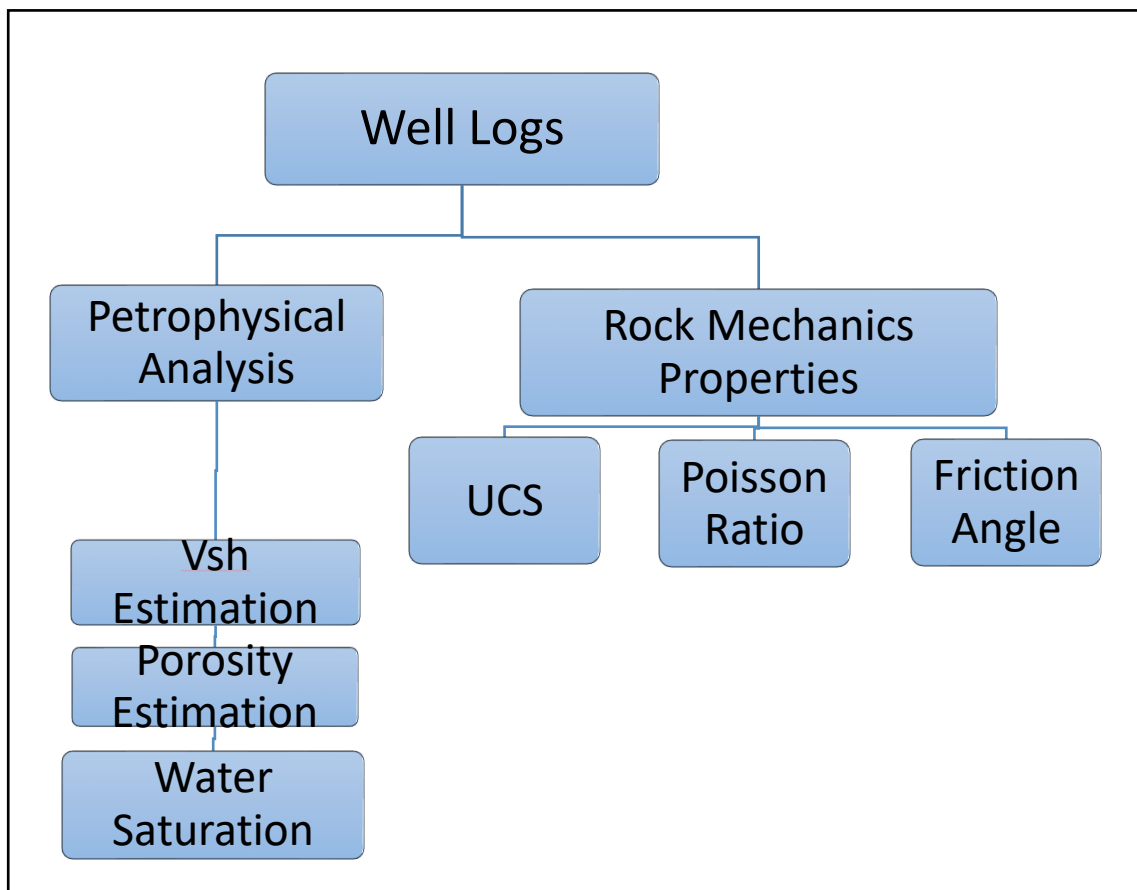 Well Logs
Petrophysical
Analysis
Rock Mechanics
Properties
UCS
Poisson
Ratio
Friction
Angle
Vsh
Estimation
Porosity
Estimation
Water
Saturation